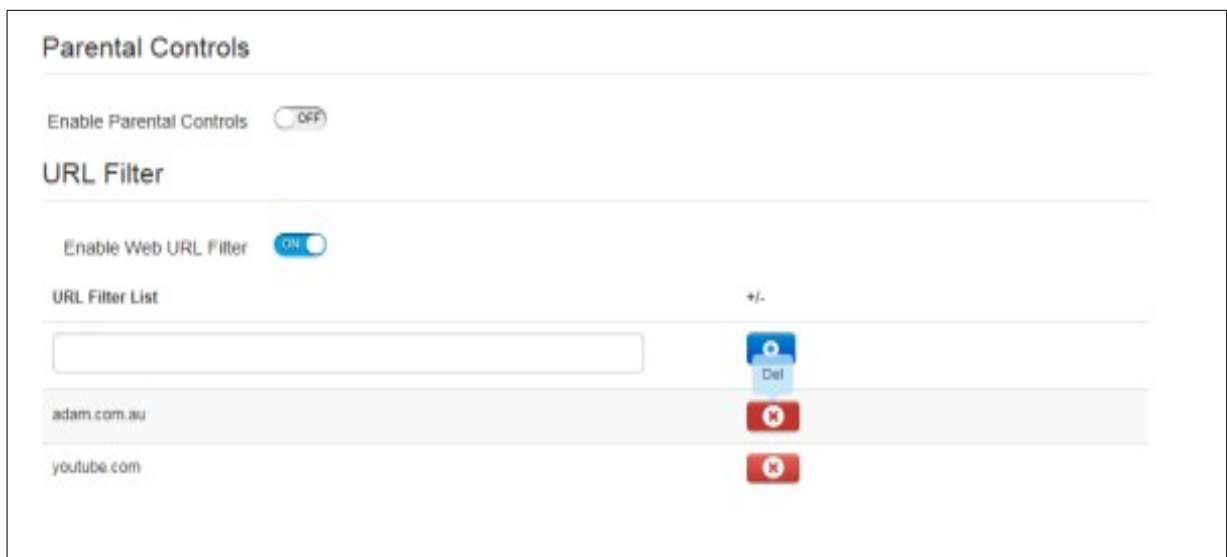 Parental Controls
Enable Parental Controls OFF
URL Filter
Enable Web URL Filter ON
URL Filter List +/-
Del
adam.com.au
youtube.com